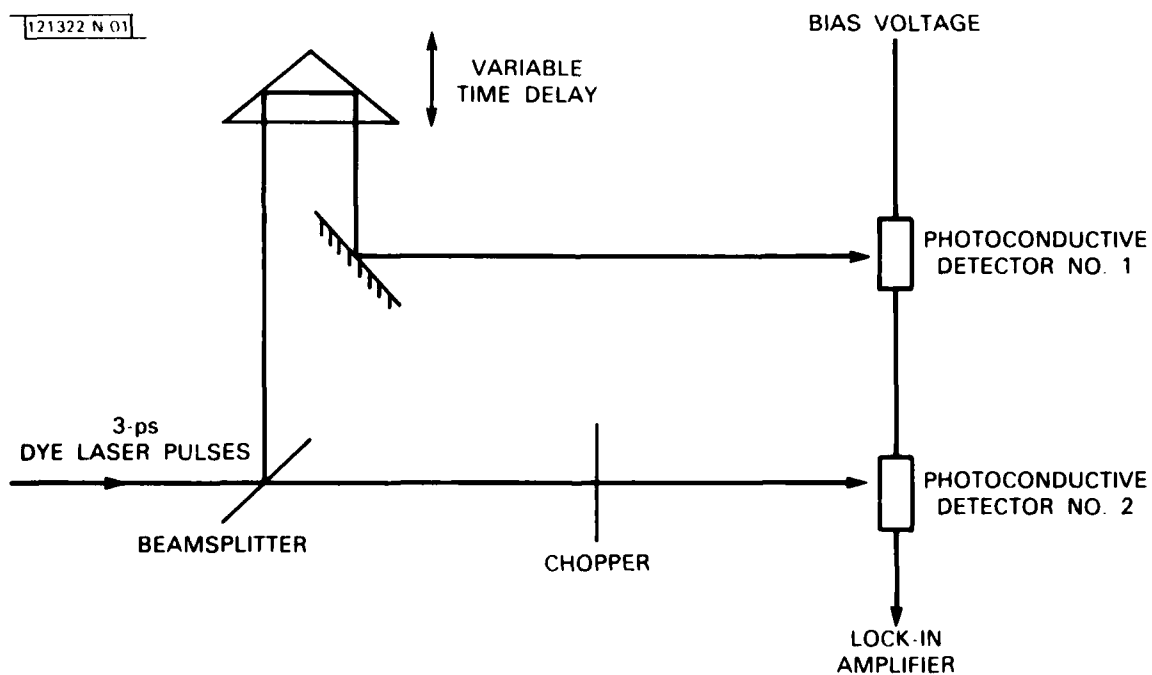 121322 N 01
BIAS VOLTAGE
VARIABLE
TIME DELAY
PHOTOCONDUCTIVE
DETECTOR NO. 1
3-ps
DYE LASER PULSES
PHOTOCONDUCTIVE
DETECTOR NO. 2
BEAMSPLITTER
CHOPPER
LOCK-IN
AMPLIFIER